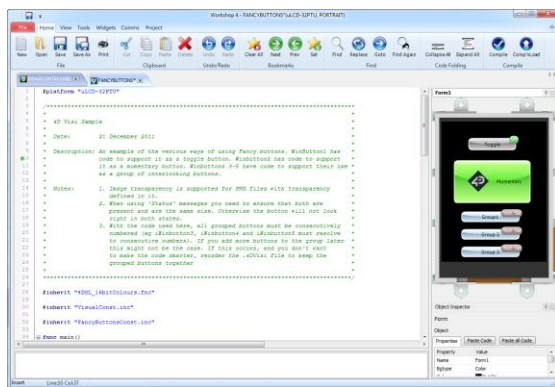 Workshop 4 - FANCYBUTTONS*(uLCD-32PTU, PORTRAIT)
File Home View Tools Widgets Comms Project
New Open Save Save As Print Cut Copy Paste Delete Undo Redo Clear All Next Prev Set Find Replace Goto Find Again Collapse All Expand All Compile CompileLoad
File Clipboard Undo/Redo Bookmarks Find Code Folding Compile
FANCYBUTTONS*
#platform "uLCD-32PTU"
* 4D Visi Sample
* Date: 2; December 2011
* Description: An example of the various ways of using Fancy buttons. WinButton1 has
* code to support it as a toggle button. Winbutton2 has code to support
* it as a momentary button. Winbuttons 3-5 have code to support their use
* as a group of interlocking buttons.
* Notes: 1. Image transparency is supported for PNG files with transparency
* defined in it.
* 2. When using 'Status' messages you need to ensure that both are
* present and are the same size. Otherwise the button will not look
* right in both states.
* 3. With the code used here, all grouped buttons must be consecutively
* numbered (eg iWinbutton3, iWinbutton4 and iWinbutton5 must resolve
* to consecutive numbers). If you add more buttons to the group later
* this might not be the case. If this occurs, and you don't want
* to make the code smarter, reorder the .4DVisi file to keep the
* grouped buttons together
#inherit "4DGL_16bitColours.fnc"
#inherit "VisualConst.inc"
#inherit "FancyButtonsConst.inc"
func main()
Form1
Toggle
Momentary
Group1
Group 2
Group 3
Object Inspector
Form
Object
Properties Paste Code Paste all Code
Property Value
Name Form1
Bgtype Color
Insert Line:10 Col:37